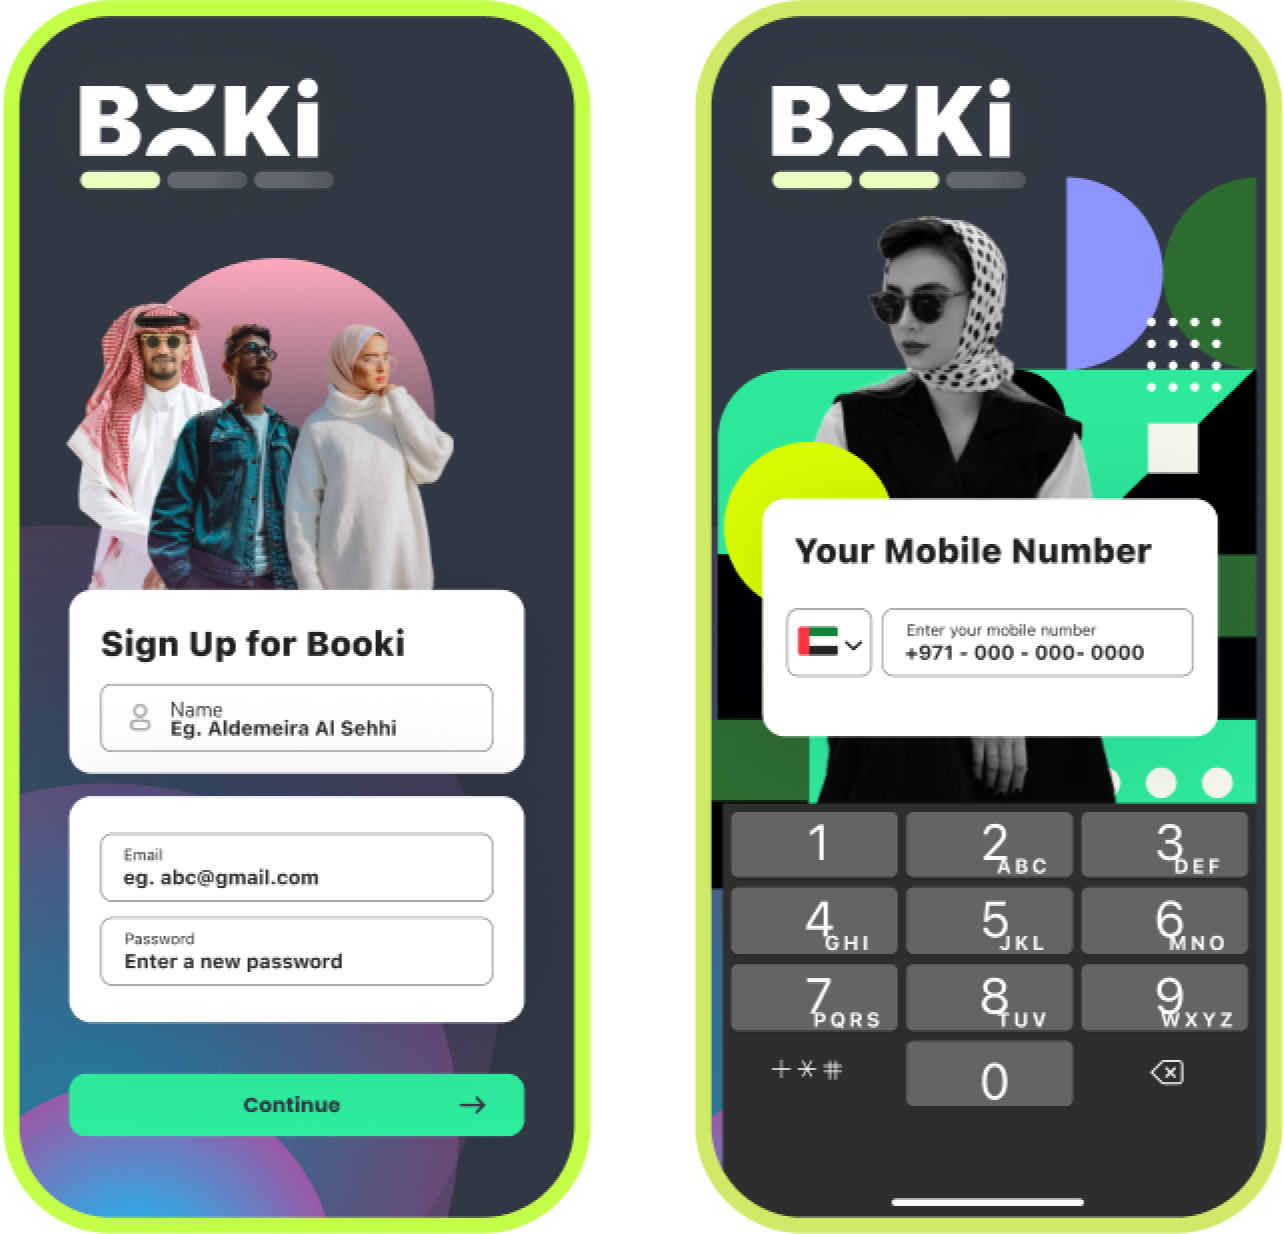 BOOKi
Sign Up for Booki
Name
Eg. Aldemeira Al Sehhi
Email
eg. abc@gmail.com
Password
Enter a new password
Continue
BOOKi
Your Mobile Number
Enter your mobile number
+971 - 000 - 000- 0000
1
2 ABC
3 DEF
4 GHI
5 JKL
6 MNO
7 PQRS
8 TUV
9 WXYZ
+*#
0